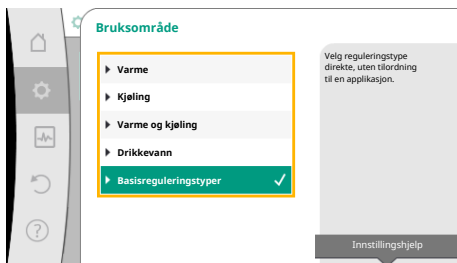 Bruksområde
Varme
Kjøling
Varme og kjøling
Drikkevann
Basisreguleringstyper
Velg reguleringstype
direkte, uten tilordning
til en applikasjon.
Innstillingshjelp